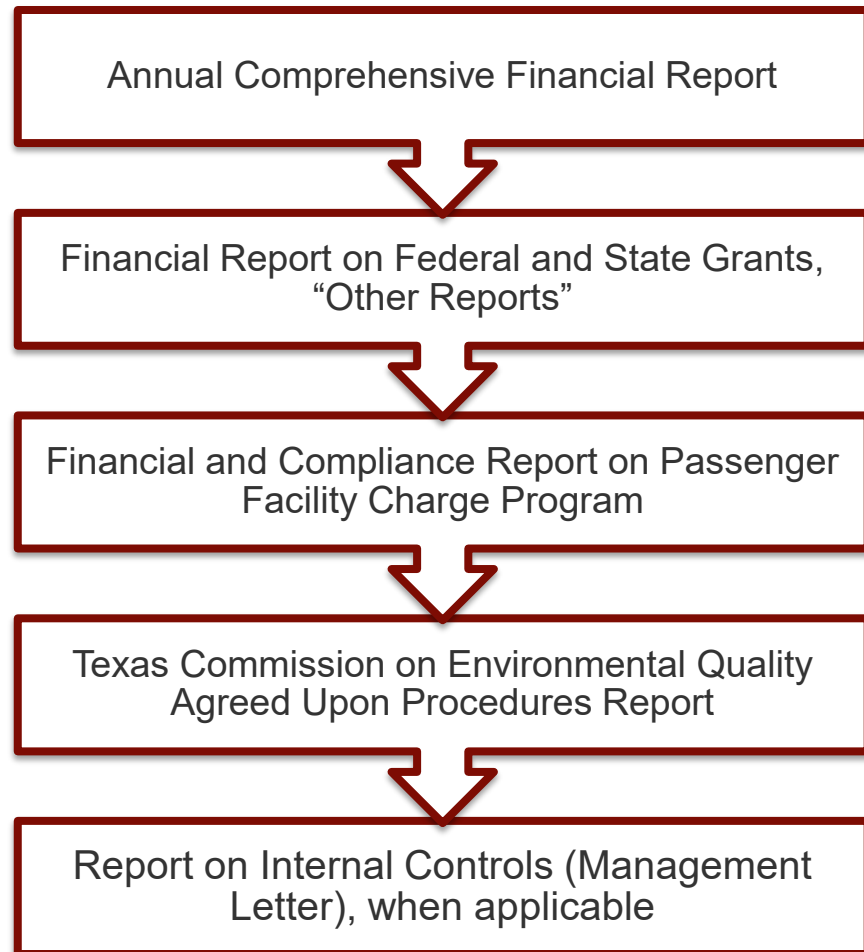 Annual Comprehensive Financial Report
Financial Report on Federal and State Grants,
“Other Reports”
Financial and Compliance Report on Passenger
Facility Charge Program
Texas Commission on Environmental Quality
Agreed Upon Procedures Report
Report on Internal Controls (Management
Letter), when applicable